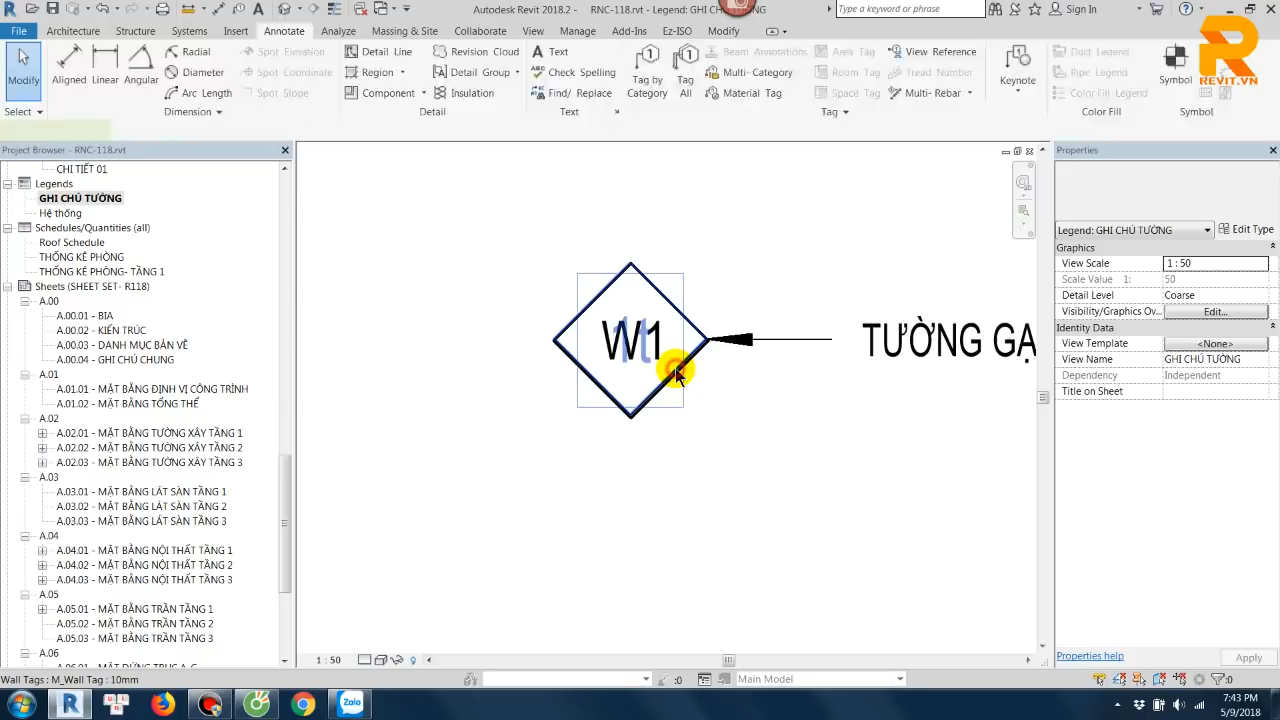 Autodesk Revit 2018.2 - RNC-118.rvt - Legend: GHI CHÚ TƯỜNG
Type a keyword or phrase
Sign In
File Architecture Structure Systems Insert Annotate Analyze Massing & Site Collaborate View Manage Add-Ins Ez-ISO Modify
Modify
Select
Aligned Linear Angular
Radial
Diameter
Arc Length
Spot Elevation
Spot Coordinate
Spot Slope
Dimension
Detail Line
Region
Component
Revision Cloud
Detail Group
Insulation
Detail
Text
Check Spelling
Find/ Replace
Text
Tag by Category
Tag All
Beam Annotations
Multi-Category
Material Tag
Area Tag
Room Tag
Space Tag
View Reference
Tread Number
Multi-Rebar
Tag
Keynote
Duct Legend
Pipe Legend
Color Fill Legend
Color Fill
Symbol
Symbol
REVIT.VN
Project Browser - RNC-118.rvt
CHI TIẾT 01
Legends
GHI CHÚ TƯỜNG
Hệ thống
Schedules/Quantities (all)
Roof Schedule
THỐNG KÊ PHÒNG
THỐNG KÊ PHÒNG- TẦNG 1
Sheets (SHEET SET- R118)
A.00
A.00.01 - BIA
A.00.02 - KIẾN TRÚC
A.00.03 - DANH MỤC BẢN VẼ
A.00.04 - GHI CHÚ CHUNG
A.01
A.01.01 - MẶT BẰNG ĐỊNH VỊ CÔNG TRÌNH
A.01.02 - MẶT BẰNG TỔNG THỂ
A.02
A.02.01 - MẶT BẰNG TƯỜNG XÂY TẦNG 1
A.02.02 - MẶT BẰNG TƯỜNG XÂY TẦNG 2
A.02.03 - MẶT BẰNG TƯỜNG XÂY TẦNG 3
A.03
A.03.01 - MẶT BẰNG LÁT SÀN TẦNG 1
A.03.02 - MẶT BẰNG LÁT SÀN TẦNG 2
A.03.03 - MẶT BẰNG LÁT SÀN TẦNG 3
A.04
A.04.01 - MẶT BẰNG NỘI THẤT TẦNG 1
A.04.02 - MẶT BẰNG NỘI THẤT TẦNG 2
A.04.03 - MẶT BẰNG NỘI THẤT TẦNG 3
A.05
A.05.01 - MẶT BẰNG TRẦN TẦNG 1
A.05.02 - MẶT BẰNG TRẦN TẦNG 2
A.05.03 - MẶT BẰNG TRẦN TẦNG 3
A.06
W1
1t
TƯỜNG GẠ
1 : 50
Properties
Legend: GHI CHÚ TƯỜNG
Edit Type
Graphics
View Scale 1 : 50
Scale Value 1: 50
Detail Level Coarse
Visibility/Graphics Ov... Edit...
Identity Data
View Template <None>
View Name GHI CHÚ TƯỜNG
Dependency Independent
Title on Sheet
Properties help
Apply
Wall Tags : M_Wall Tag : 10mm
:0
Main Model
:0
Zalo
7:43 PM
5/9/2018